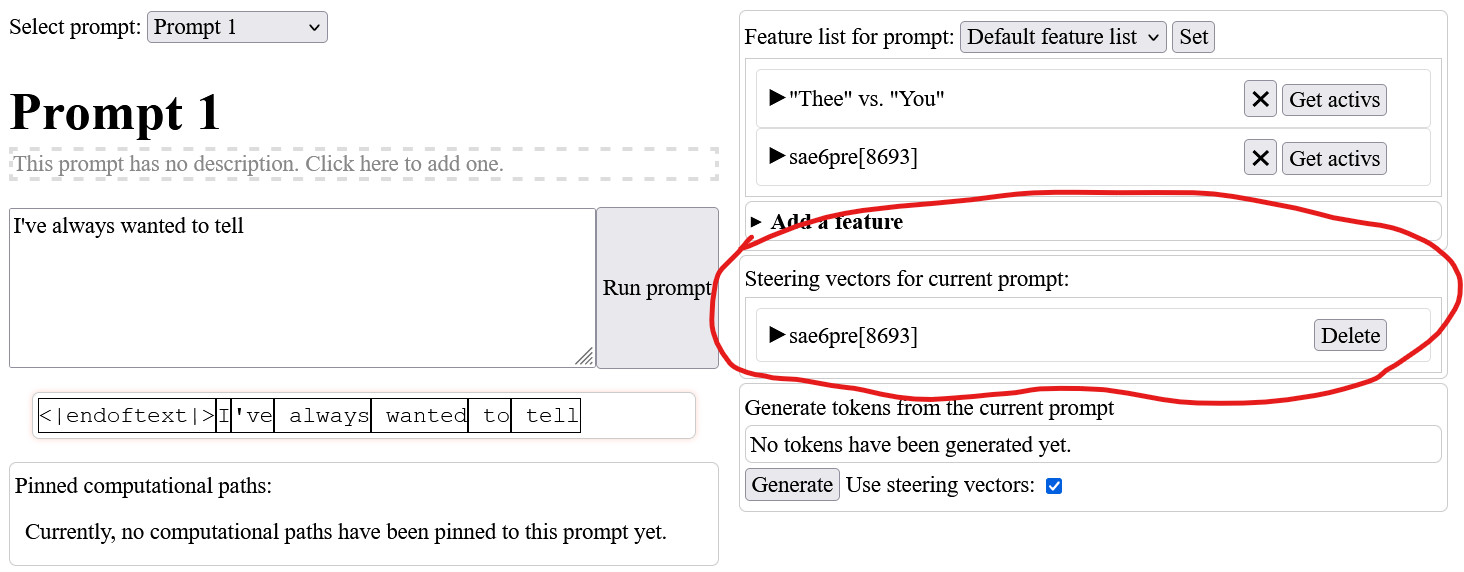 Select prompt: Prompt 1
Prompt 1
This prompt has no description. Click here to add one.
I've always wanted to tell
Run prompt
<|endoftext|>I've always wanted to tell
Pinned computational paths:
Currently, no computational paths have been pinned to this prompt yet.
Feature list for prompt: Default feature list Set
"Thee" vs. "You" Get activs
sae6pre[8693] Get activs
Add a feature
Steering vectors for current prompt:
sae6pre[8693] Delete
Generate tokens from the current prompt
No tokens have been generated yet.
Generate Use steering vectors: